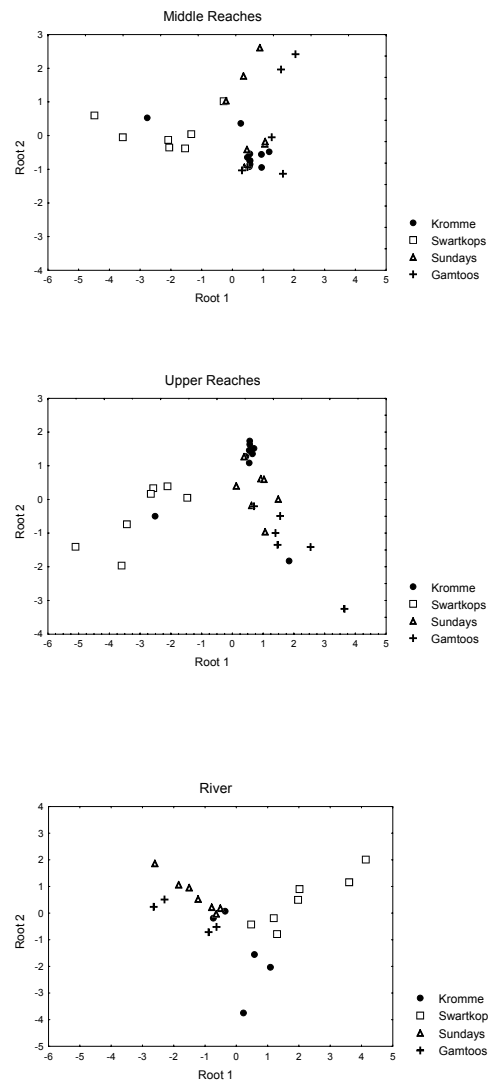 Middle Reaches
3
2
1
0
-1
-2
-3
-4
Root 2
-6 -5 -4 -3 -2 -1 0 1 2 3 4 5
Root 1
Kromme
Swartkops
Sundays
Gamtoos
Upper Reaches
3
2
1
0
-1
-2
-3
-4
Root 2
-6 -5 -4 -3 -2 -1 0 1 2 3 4 5
Root 1
Kromme
Swartkops
Sundays
Gamtoos
River
4
3
2
1
0
-1
-2
-3
-4
-5
Root 2
-6 -5 -4 -3 -2 -1 0 1 2 3 4 5
Root 1
Kromme
Swartkop
Sundays
Gamtoos